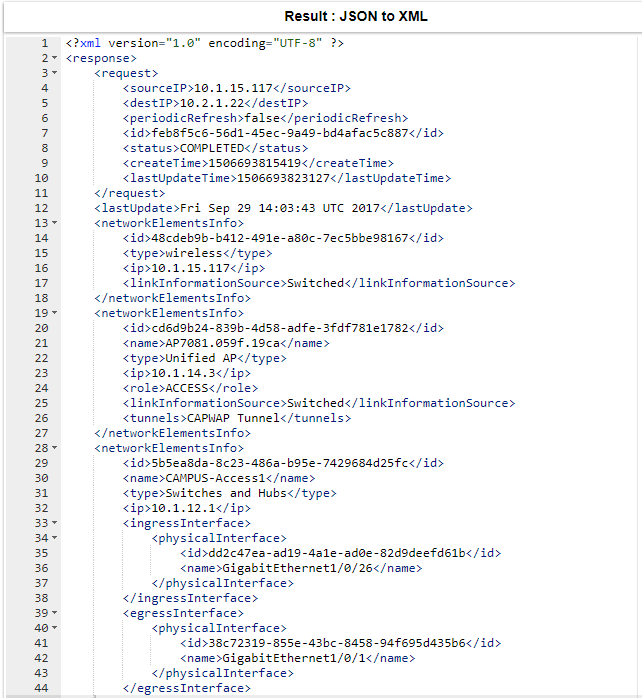 Result : JSON to XML
1 <?xml version="1.0" encoding="UTF-8" ?>
2 <response>
3 <request>
4 <sourceIP>10.1.15.117</sourceIP>
5 <destIP>10.2.1.22</destIP>
6 <periodicRefresh>false</periodicRefresh>
7 <id>feb8f5c6-56d1-45ec-9a49-bd4afac5c887</id>
8 <status>COMPLETED</status>
9 <createTime>1506693815419</createTime>
10 <lastUpdateTime>1506693823127</lastUpdateTime>
11 </request>
12 <lastUpdate>Fri Sep 29 14:03:43 UTC 2017</lastUpdate>
13 <networkElementsInfo>
14 <id>48cdeb9b-b412-491e-a80c-7ec5bbe98167</id>
15 <type>wireless</type>
16 <ip>10.1.15.117</ip>
17 <linkInformationSource>Switched</linkInformationSource>
18 </networkElementsInfo>
19 <networkElementsInfo>
20 <id>cd6d9b24-839b-4d58-adfe-3fdf781e1782</id>
21 <name>AP7081.059f.19ca</name>
22 <type>Unified AP</type>
23 <ip>10.1.14.3</ip>
24 <role>ACCESS</role>
25 <linkInformationSource>Switched</linkInformationSource>
26 <tunnels>CAPWAP Tunnel</tunnels>
27 </networkElementsInfo>
28 <networkElementsInfo>
29 <id>5b5ea8da-8c23-486a-b95e-7429684d25fc</id>
30 <name>CAMPUS-Access1</name>
31 <type>Switches and Hubs</type>
32 <ip>10.1.12.1</ip>
33 <ingressInterface>
34 <physicalInterface>
35 <id>dd2c47ea-ad19-4a1e-ad0e-82d9deefd61b</id>
36 <name>GigabitEthernet1/0/26</name>
37 </physicalInterface>
38 </ingressInterface>
39 <egressInterface>
40 <physicalInterface>
41 <id>38c72319-855e-43bc-8458-94f695d435b6</id>
42 <name>GigabitEthernet1/0/1</name>
43 </physicalInterface>
44 </egressInterface>